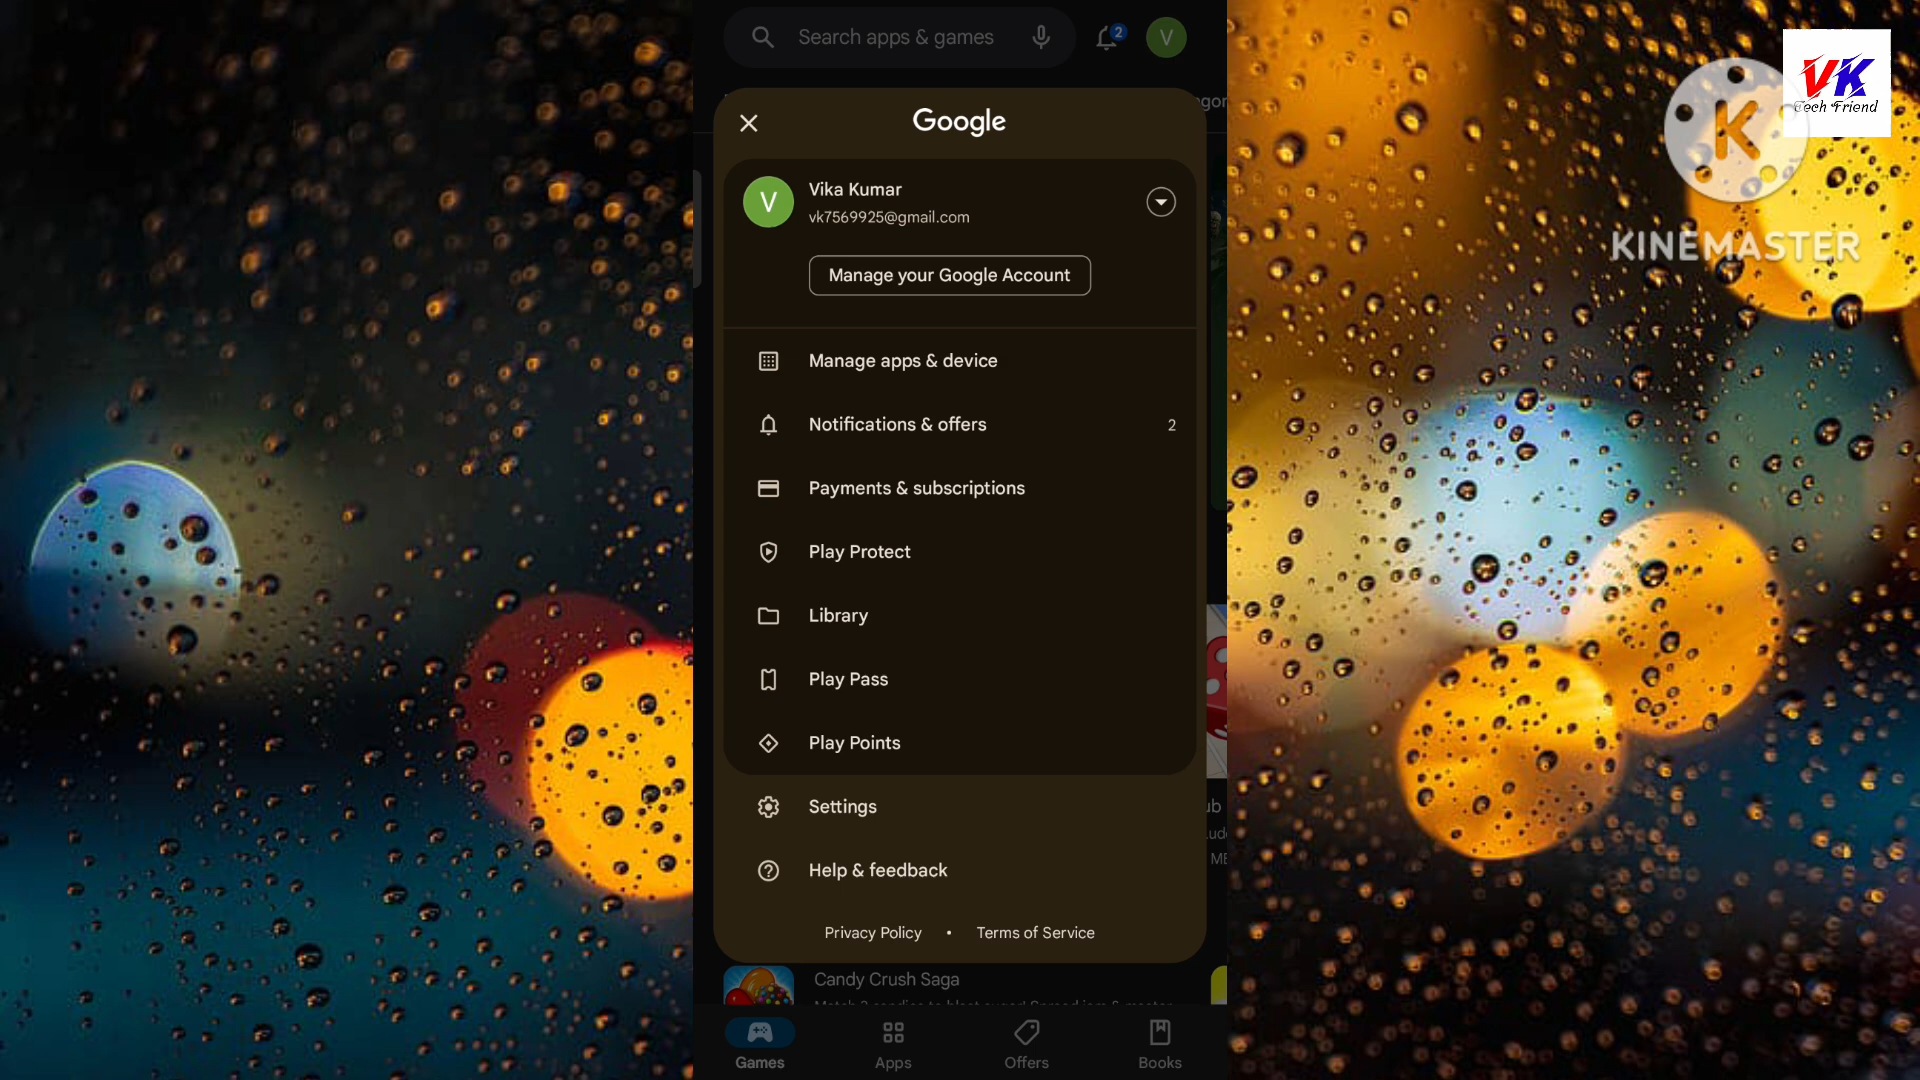 Search apps & games
2
V
VK
Tech Friend
K
KINEMASTER
Google
V
Vika Kumar
vk7569925@gmail.com
Manage your Google Account
Manage apps & device
Notifications & offers
2
Payments & subscriptions
Play Protect
Library
Play Pass
Play Points
Settings
Help & feedback
Privacy Policy • Terms of Service
Candy Crush Saga
Games
Apps
Offers
Books